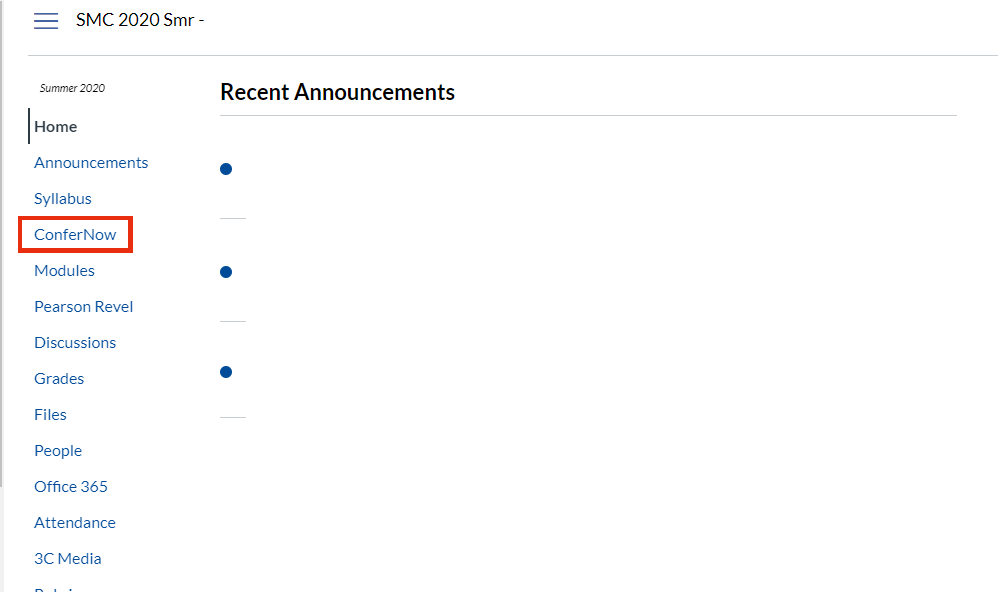 SMC 2020 Smr -
Summer 2020
Recent Announcements
Home
Announcements
Syllabus
ConferNow
Modules
Pearson Revel
Discussions
Grades
Files
People
Office 365
Attendance
3C Media